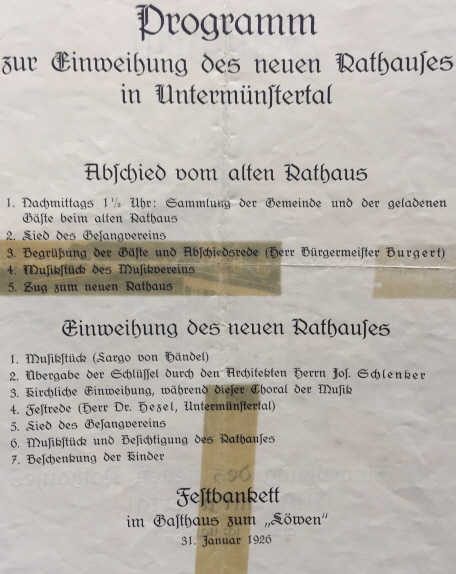 Programm
zur Einweihung des neuen Rathauses
in Untermünstertal
Abschied vom alten Rathaus
1. Nachmittags 1½ Uhr: Sammlung der Gemeinde und der geladenen
Gäste beim alten Rathaus
2. Lied des Gesangvereins
3. Begrüßung der Gäste und Abschiedsrede (Herr Bürgermeister Burgert)
4. Musikstück des Musikvereins
5. Zug zum neuen Rathaus
Einweihung des neuen Rathauses
1. Musikstück (Largo von Händel)
2. Übergabe der Schlüssel durch den Architekten Herrn Jos. Schlenker
3. Kirchliche Einweihung, während dieser Choral der Musik
4. Festrede (Herr Dr. Hezel, Untermünstertal)
5. Lied des Gesangvereins
6. Musikstück und Besichtigung des Rathauses
7. Beschenkung der Kinder
Festbankett
im Gasthaus zum „Löwen"
31. Januar 1926